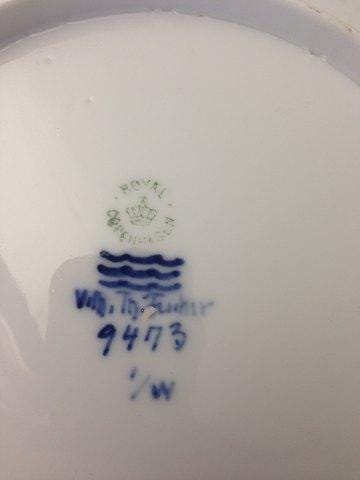 ROYAL
COPENHAGEN
Vilh. Th. Fischer
9473